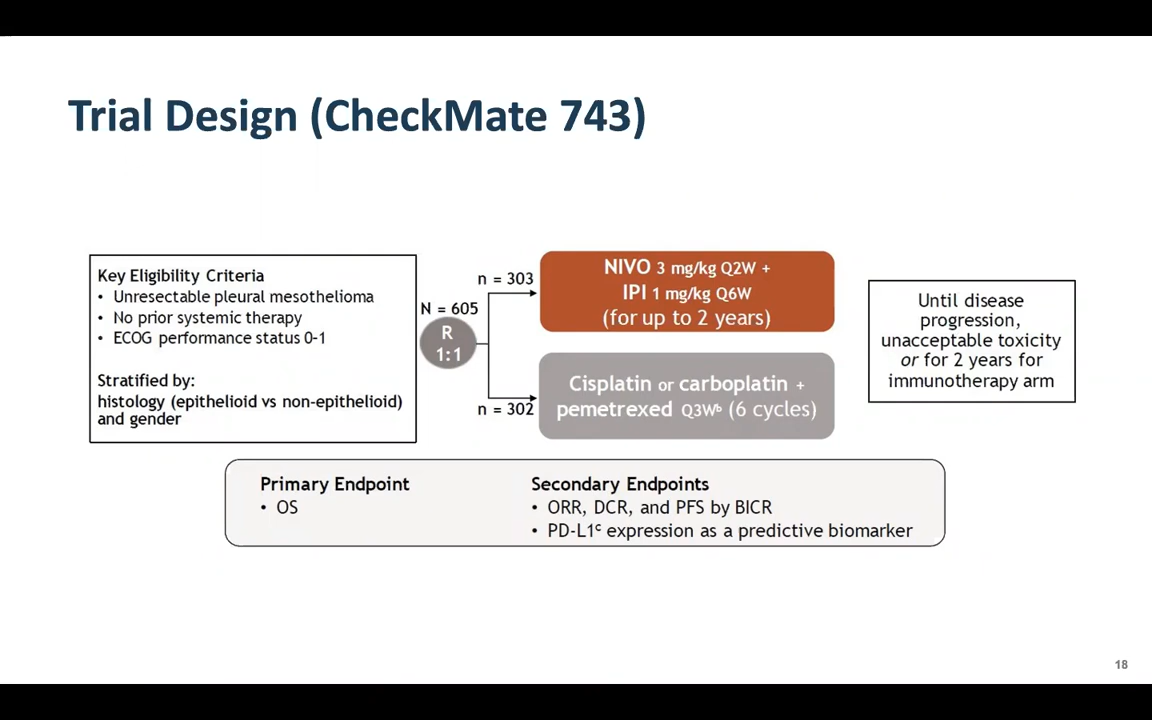 Trial Design (CheckMate 743)
Key Eligibility Criteria
• Unresectable pleural mesothelioma
• No prior systemic therapy
• ECOG performance status 0-1
Stratified by:
histology (epithelioid vs non-epithelioid)
and gender
N = 605
R
1:1
n = 303
n = 302
NIVO 3 mg/kg Q2W +
IPI 1 mg/kg Q6W
(for up to 2 years)
Cisplatin or carboplatin +
pemetrexed Q3Wᵇ (6 cycles)
Until disease
progression,
unacceptable toxicity
or for 2 years for
immunotherapy arm
Primary Endpoint
• OS
Secondary Endpoints
• ORR, DCR, and PFS by BICR
• PD-L1ᶜ expression as a predictive biomarker
18